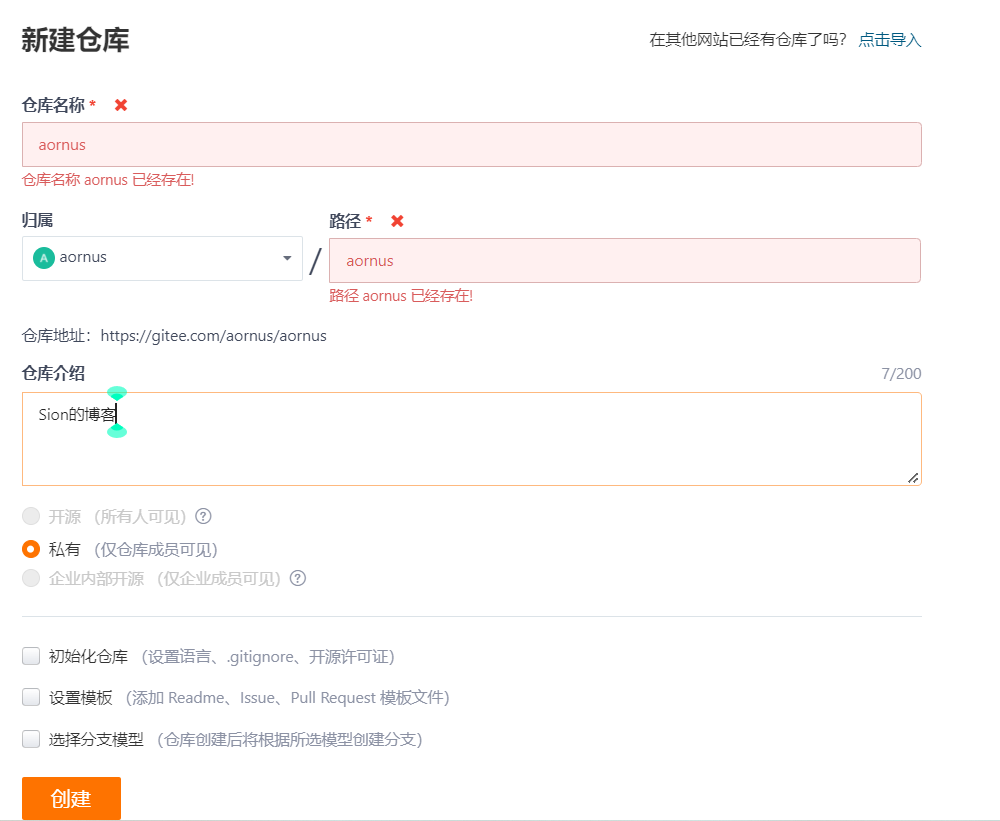 新建仓库
在其他网站已经有仓库了吗? 点击导入
仓库名称 *
aornus
仓库名称 aornus 已经存在!
归属
路径 *
A aornus
/
aornus
路径 aornus 已经存在!
仓库地址：https://gitee.com/aornus/aornus
仓库介绍
7/200
Sion的博客
开源 （所有人可见） ?
私有 （仅仓库成员可见）
企业内部开源 （仅企业成员可见） ?
初始化仓库 （设置语言、.gitignore、开源许可证）
设置模板 （添加 Readme、Issue、Pull Request 模板文件）
选择分支模型 （仓库创建后将根据所选模型创建分支）
创建